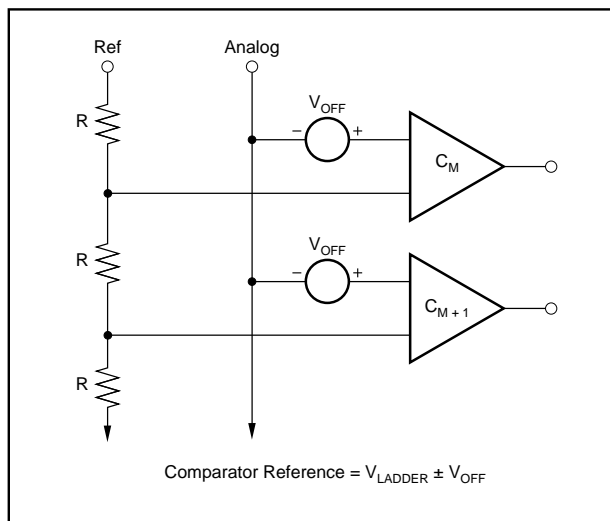 Ref Analog
V_OFF
R
– +
C_M
V_OFF
R
– +
C_M + 1
R
Comparator Reference = V_LADDER ± V_OFF